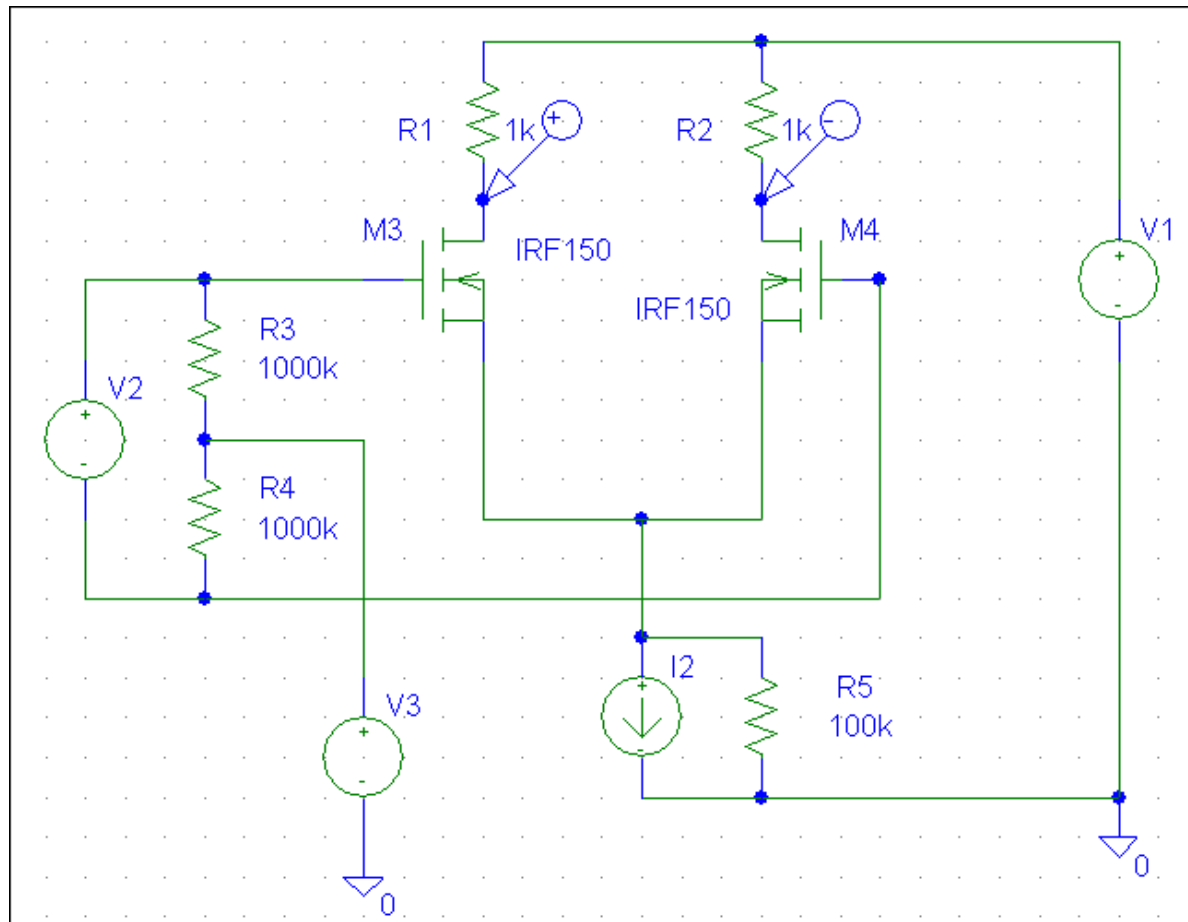 R1
1k
+
R2
1k
-
M3
IRF150
M4
IRF150
V1
+
-
R3
1000k
V2
+
-
R4
1000k
I2
+
-
R5
100k
V3
+
-
0
0